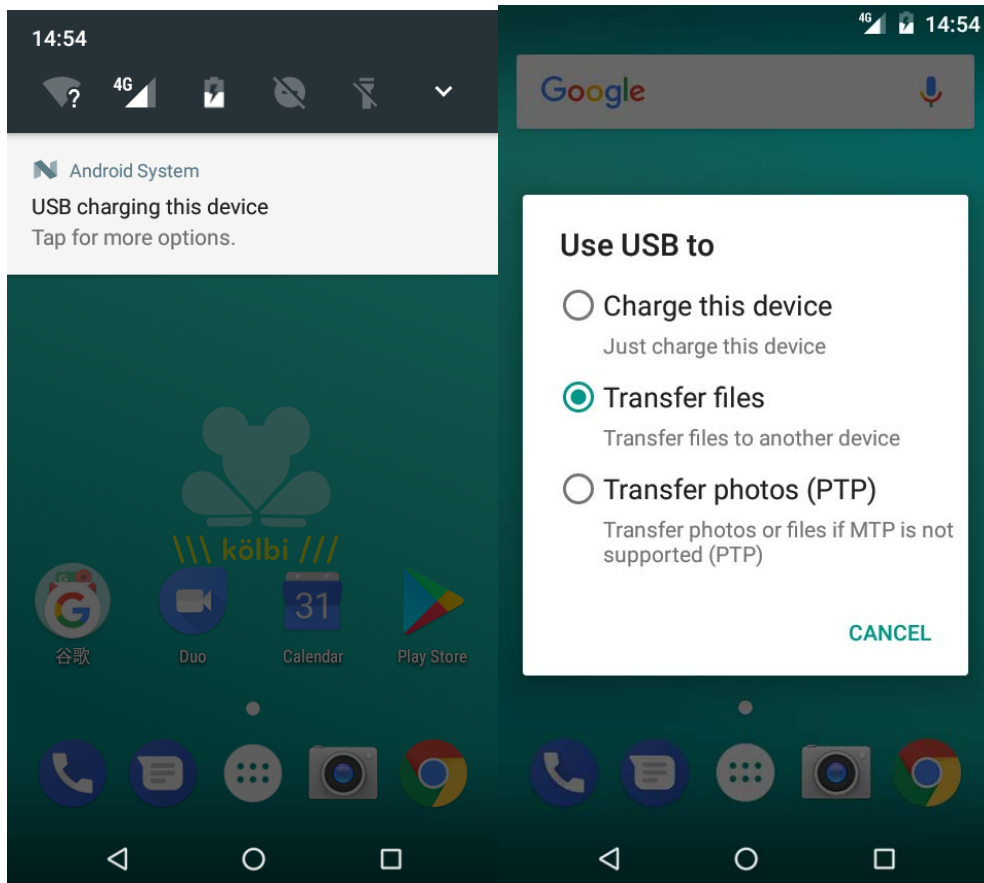 14:54
4G
Android System
USB charging this device
Tap for more options.
\\\ kölbi ///
31
谷歌
Duo
Calendar
Play Store
4G
14:54
Google
Use USB to
Charge this device
Just charge this device
Transfer files
Transfer files to another device
Transfer photos (PTP)
Transfer photos or files if MTP is not
supported (PTP)
CANCEL